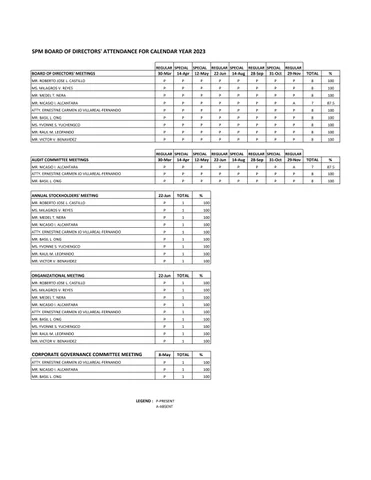 SPM BOARD OF DIRECTORS' ATTENDANCE FOR CALENDAR YEAR 2023
REGULAR SPECIAL SPECIAL REGULAR SPECIAL REGULAR SPECIAL REGULAR
BOARD OF DIRECTORS' MEETINGS 30-Mar 14-Apr 12-May 22-Jun 14-Aug 28-Sep 31-Oct 29-Nov TOTAL %
MR. ROBERTO JOSE L. CASTILLO P P P P P P P P 8 100
MS. MILAGROS V. REYES P P P P P P P P 8 100
MR. MEDEL T. NERA P P P P P P P P 8 100
MR. NICASIO I. ALCANTARA P P P P P P P A 7 87.5
ATTY. ERNESTINE CARMEN JO VILLAREAL-FERNANDO P P P P P P P P 8 100
MR. BASIL L. ONG P P P P P P P P 8 100
MS. YVONNE S. YUCHENGCO P P P P P P P P 8 100
MR. RAUL M. LEOPANDO P P P P P P P P 8 100
MR. VICTOR V. BENAVIDEZ P P P P P P P P 8 100
REGULAR SPECIAL SPECIAL REGULAR SPECIAL REGULAR SPECIAL REGULAR
AUDIT COMMITTEE MEETINGS 30-Mar 14-Apr 12-May 22-Jun 14-Aug 28-Sep 31-Oct 29-Nov TOTAL %
MR. NICASIO I. ALCANTARA P P P P P P P A 7 87.5
ATTY. ERNESTINE CARMEN JO VILLAREAL-FERNANDO P P P P P P P P 8 100
MR. BASIL L. ONG P P P P P P P P 8 100
ANNUAL STOCKHOLDERS' MEETING 22-Jun TOTAL %
MR. ROBERTO JOSE L. CASTILLO P 1 100
MS. MILAGROS V. REYES P 1 100
MR. MEDEL T. NERA P 1 100
MR. NICASIO I. ALCANTARA P 1 100
ATTY. ERNESTINE CARMEN JO VILLAREAL-FERNANDO P 1 100
MR. BASIL L. ONG P 1 100
MS. YVONNE S. YUCHENGCO P 1 100
MR. RAUL M. LEOPANDO P 1 100
MR. VICTOR V. BENAVIDEZ P 1 100
ORGANIZATIONAL MEETING 22-Jun TOTAL %
MR. ROBERTO JOSE L. CASTILLO P 1 100
MS. MILAGROS V. REYES P 1 100
MR. MEDEL T. NERA P 1 100
MR. NICASIO I. ALCANTARA P 1 100
ATTY. ERNESTINE CARMEN JO VILLAREAL-FERNANDO P 1 100
MR. BASIL L. ONG P 1 100
MS. YVONNE S. YUCHENGCO P 1 100
MR. RAUL M. LEOPANDO P 1 100
MR. VICTOR V. BENAVIDEZ P 1 100
CORPORATE GOVERNANCE COMMITTEE MEETING 8-May TOTAL %
ATTY. ERNESTINE CARMEN JO VILLAREAL-FERNANDO P 1 100
MR. NICASIO I. ALCANTARA P 1 100
MR. BASIL L. ONG P 1 100
LEGEND : P-PRESENT
A-ABSENT